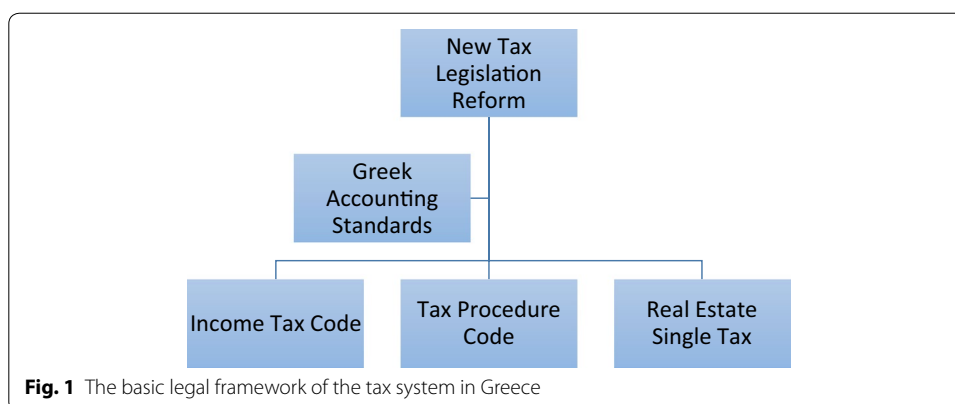 New Tax
Legislation
Reform
Greek
Accounting
Standards
Income Tax Code
Tax Procedure
Code
Real Estate
Single Tax
Fig. 1 The basic legal framework of the tax system in Greece